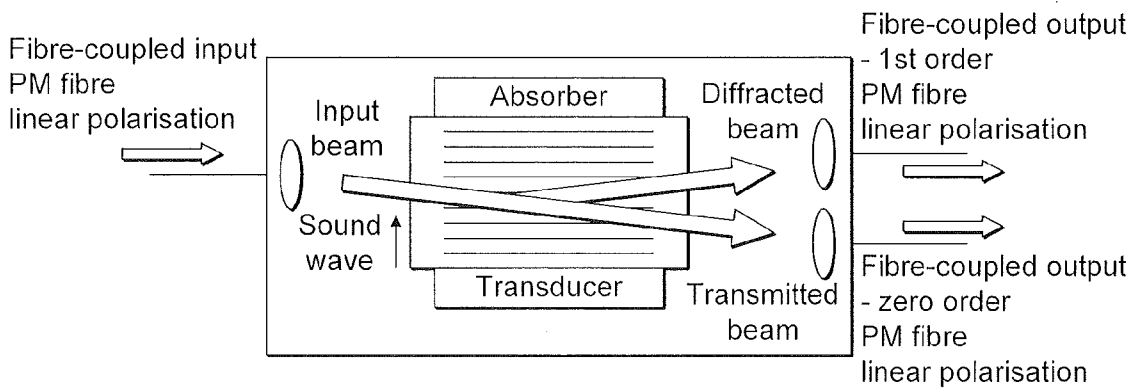 Fibre-coupled input
PM fibre
linear polarisation
Input
beam
Sound
wave
Absorber
Transducer
Diffracted
beam
Transmitted
beam
Fibre-coupled output
- 1st order
PM fibre
linear polarisation
Fibre-coupled output
- zero order
PM fibre
linear polarisation